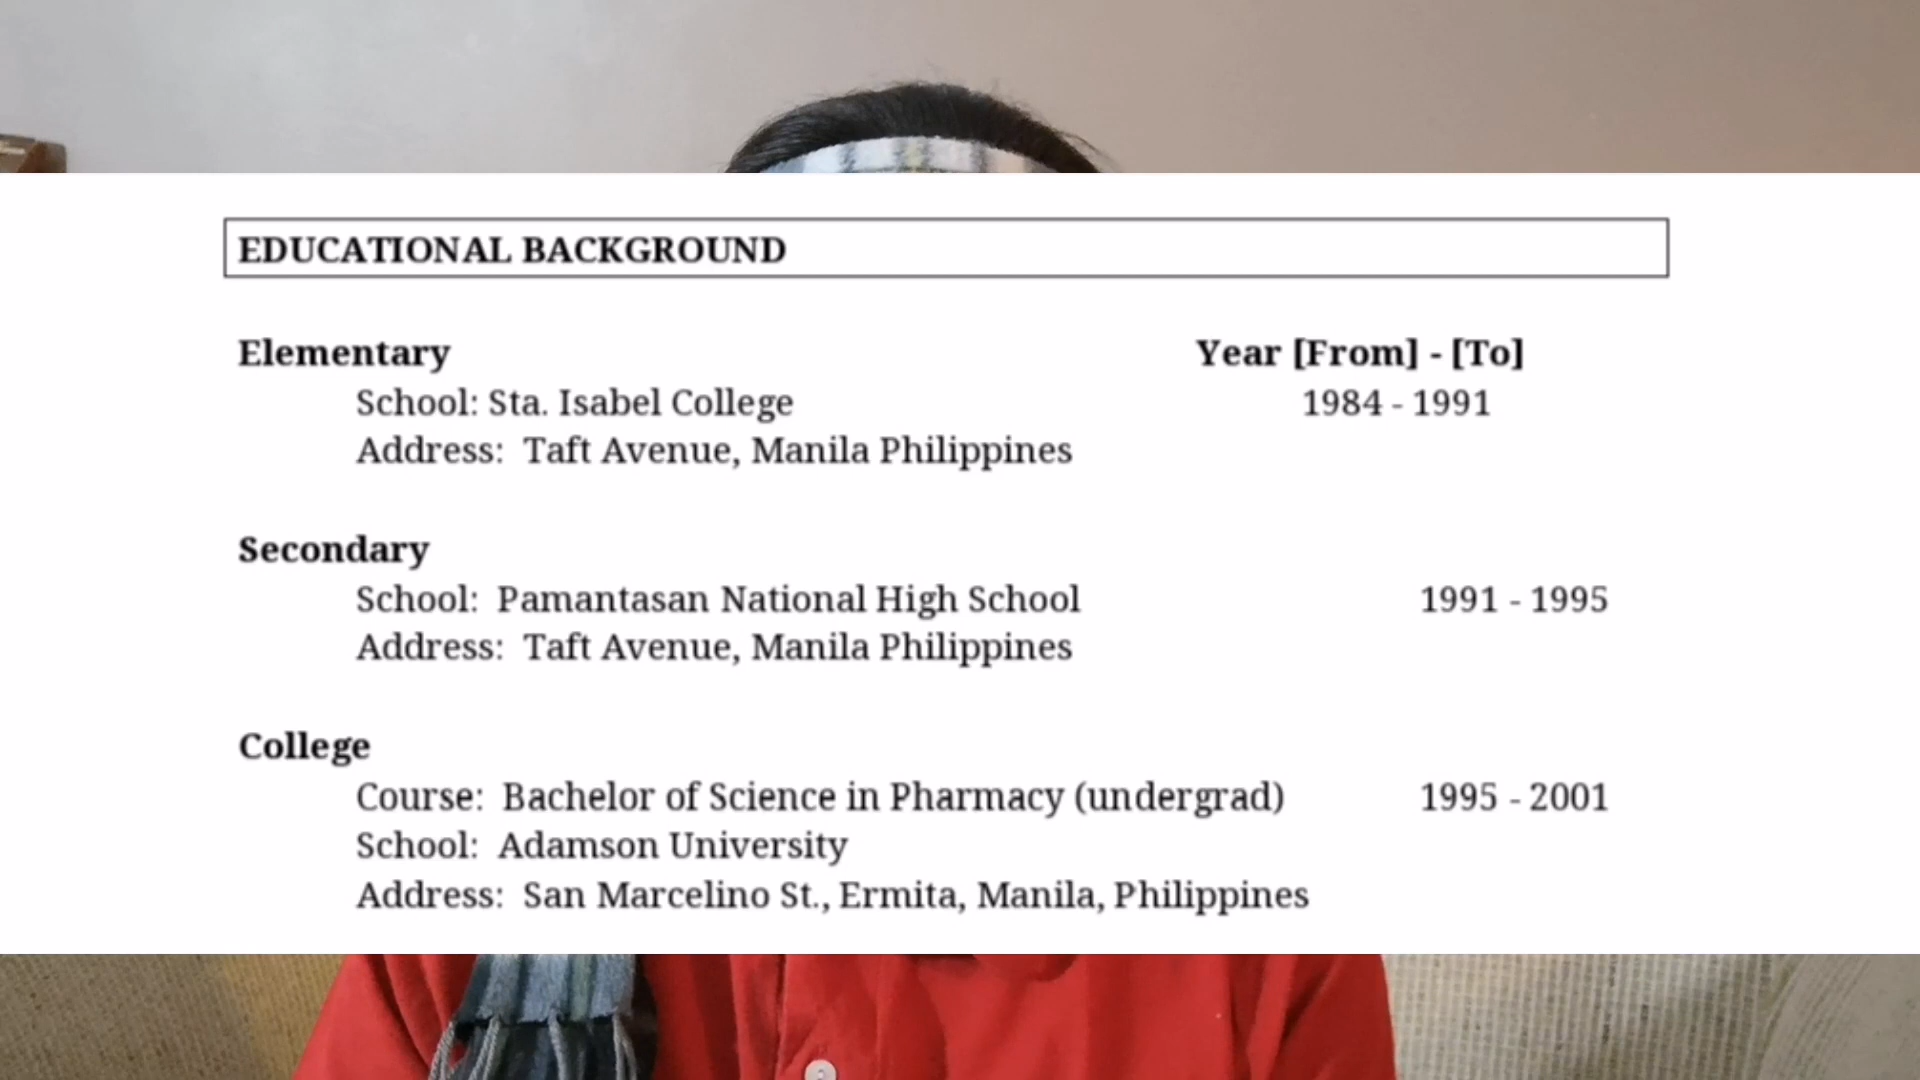 EDUCATIONAL BACKGROUND
Elementary Year [From] - [To]
School: Sta. Isabel College 1984 - 1991
Address: Taft Avenue, Manila Philippines
Secondary
School: Pamantasan National High School 1991 - 1995
Address: Taft Avenue, Manila Philippines
College
Course: Bachelor of Science in Pharmacy (undergrad) 1995 - 2001
School: Adamson University
Address: San Marcelino St., Ermita, Manila, Philippines